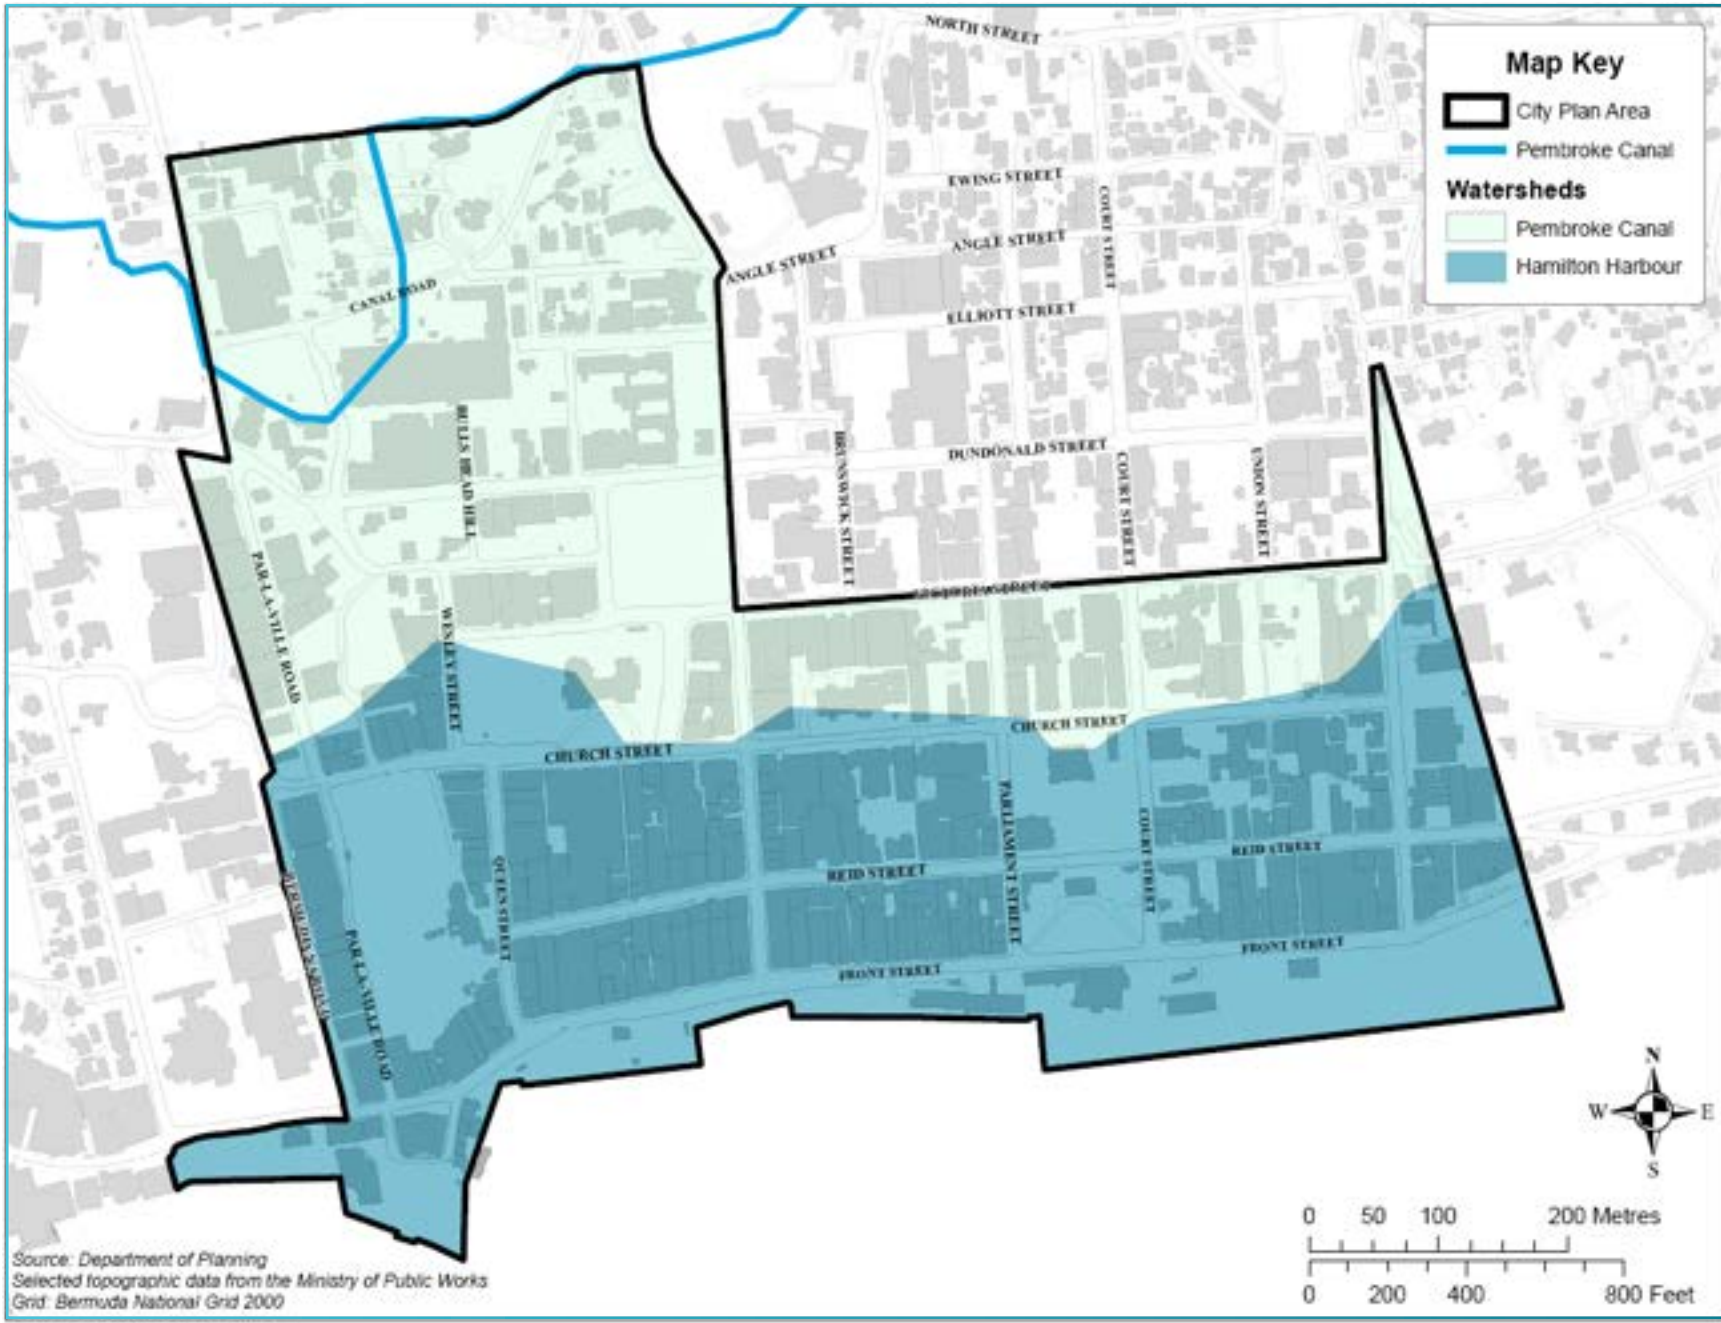 NORTH STREET
Map Key
City Plan Area
Pembroke Canal
Watersheds
Pembroke Canal
Hamilton Harbour
EWING STREET
COURT STREET
ANGLE STREET
ANGLE STREET
CANAL ROAD
ELLIOTT STREET
BULLS HEAD HILL
BRUNSWICK STREET
DUNDONALD STREET
COURT STREET
UNION STREET
PAR-LA-VILLE ROAD
WESLEY STREET
STREET
CHURCH STREET
CHURCH STREET
PARLIAMENT STREET
COURT STREET
QUEEN STREET
REID STREET
REID STREET
PAR-LA-VILLE ROAD
FRONT STREET
FRONT STREET
N
W E
S
0 50 100 200 Metres
0 200 400 800 Feet
Source: Department of Planning
Selected topographic data from the Ministry of Public Works
Grid: Bermuda National Grid 2000